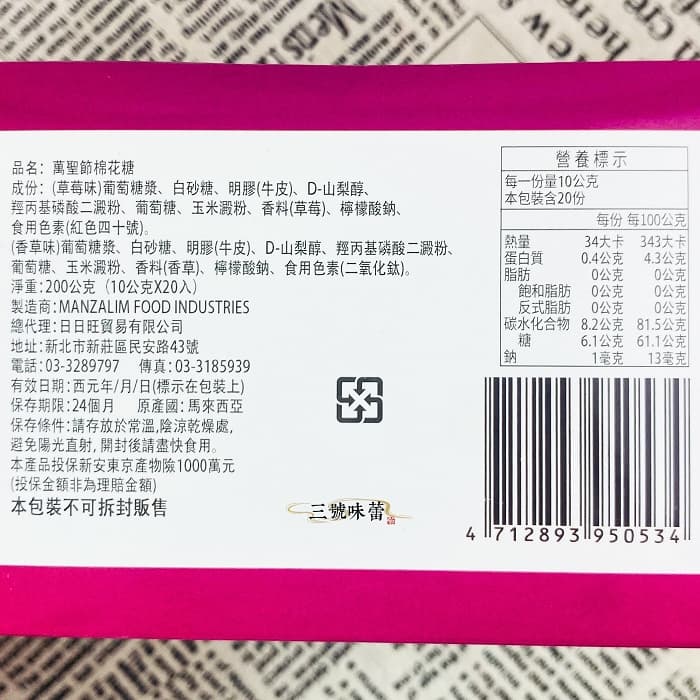 Mens
品名：萬聖節棉花糖
成份：(草莓味)葡萄糖漿、白砂糖、明膠(牛皮)、D-山梨醇、
羥丙基磷酸二澱粉、葡萄糖、玉米澱粉、香料(草莓)、檸檬酸鈉、
食用色素(紅色四十號)。
(香草味)葡萄糖漿、白砂糖、明膠(牛皮)、D-山梨醇、羥丙基磷酸二澱粉、
葡萄糖、玉米澱粉、香料(香草)、檸檬酸鈉、食用色素(二氧化鈦)。
淨重：200公克（10公克X20入）
製造商：MANZALIM FOOD INDUSTRIES
總代理：日日旺貿易有限公司
地址：新北市新莊區民安路43號
電話：03-3289797 傳真：03-3185939
有效日期：西元年/月/日(標示在包裝上)
保存期限：24個月 原產國：馬來西亞
保存條件：請存放於常溫,陰涼乾燥處,
避免陽光直射, 開封後請盡快食用。
本產品投保新安東京產物險1000萬元
(投保金額非為理賠金額)
本包裝不可拆封販售
三號味蕾
營養標示
每一份量10公克
本包裝含20份
每份 每100公克
熱量 34大卡 343大卡
蛋白質 0.4公克 4.3公克
脂肪 0公克 0公克
飽和脂肪 0公克 0公克
反式脂肪 0公克 0公克
碳水化合物 8.2公克 81.5公克
糖 6.1公克 61.1公克
鈉 1毫克 13毫克
4 712893 950534